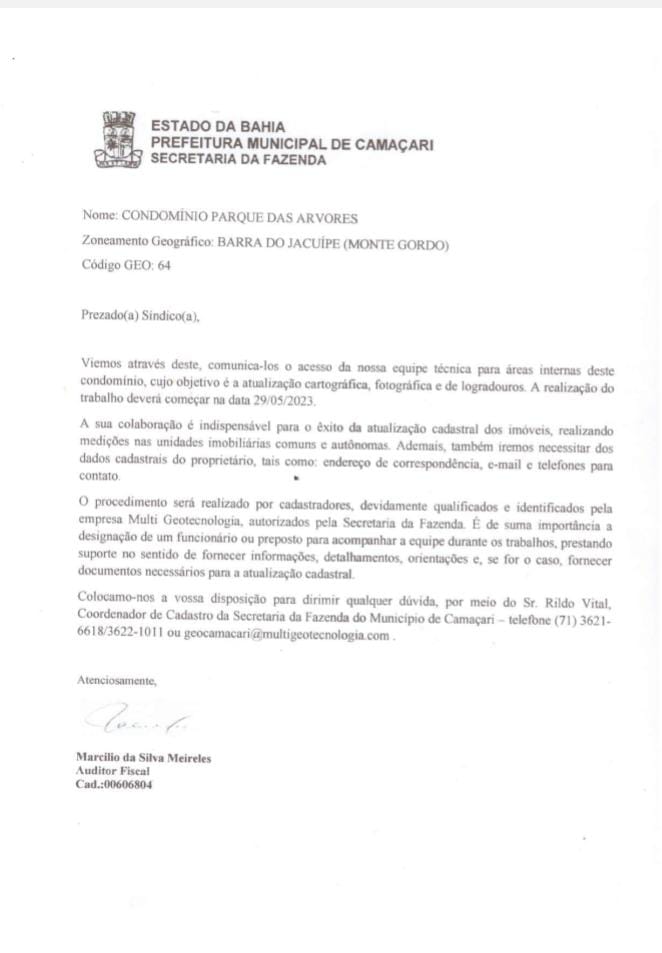 ESTADO DA BAHIA
PREFEITURA MUNICIPAL DE CAMAÇARI
SECRETARIA DA FAZENDA
Nome: CONDOMÍNIO PARQUE DAS ARVORES
Zoneamento Geográfico: BARRA DO JACUÍPE (MONTE GORDO)
Código GEO: 64
Prezado(a) Sindico(a),
Viemos através deste, comunica-los o acesso da nossa equipe técnica para áreas internas deste
condomínio, cujo objetivo é a atualização cartográfica, fotográfica e de logradouros. A realização do
trabalho deverá começar na data 29/05/2023.
A sua colaboração é indispensável para o êxito da atualização cadastral dos imóveis, realizando
medições nas unidades imobiliárias comuns e autônomas. Ademais, também iremos necessitar dos
dados cadastrais do proprietário, tais como: endereço de correspondência, e-mail e telefones para
contato.
O procedimento será realizado por cadastradores, devidamente qualificados e identificados pela
empresa Multi Geotecnologia, autorizados pela Secretaria da Fazenda. É de suma importância a
designação de um funcionário ou preposto para acompanhar a equipe durante os trabalhos, prestando
suporte no sentido de fornecer informações, detalhamentos, orientações e, se for o caso, fornecer
documentos necessários para a atualização cadastral.
Colocamo-nos a vossa disposição para dirimir qualquer dúvida, por meio do Sr. Rildo Vital,
Coordenador de Cadastro da Secretaria da Fazenda do Município de Camaçari – telefone (71) 3621-
6618/3622-1011 ou geocamacari@multigeotecnologia.com .
Atenciosamente,
Marcilio da Silva Meireles
Auditor Fiscal
Cad.:00606804